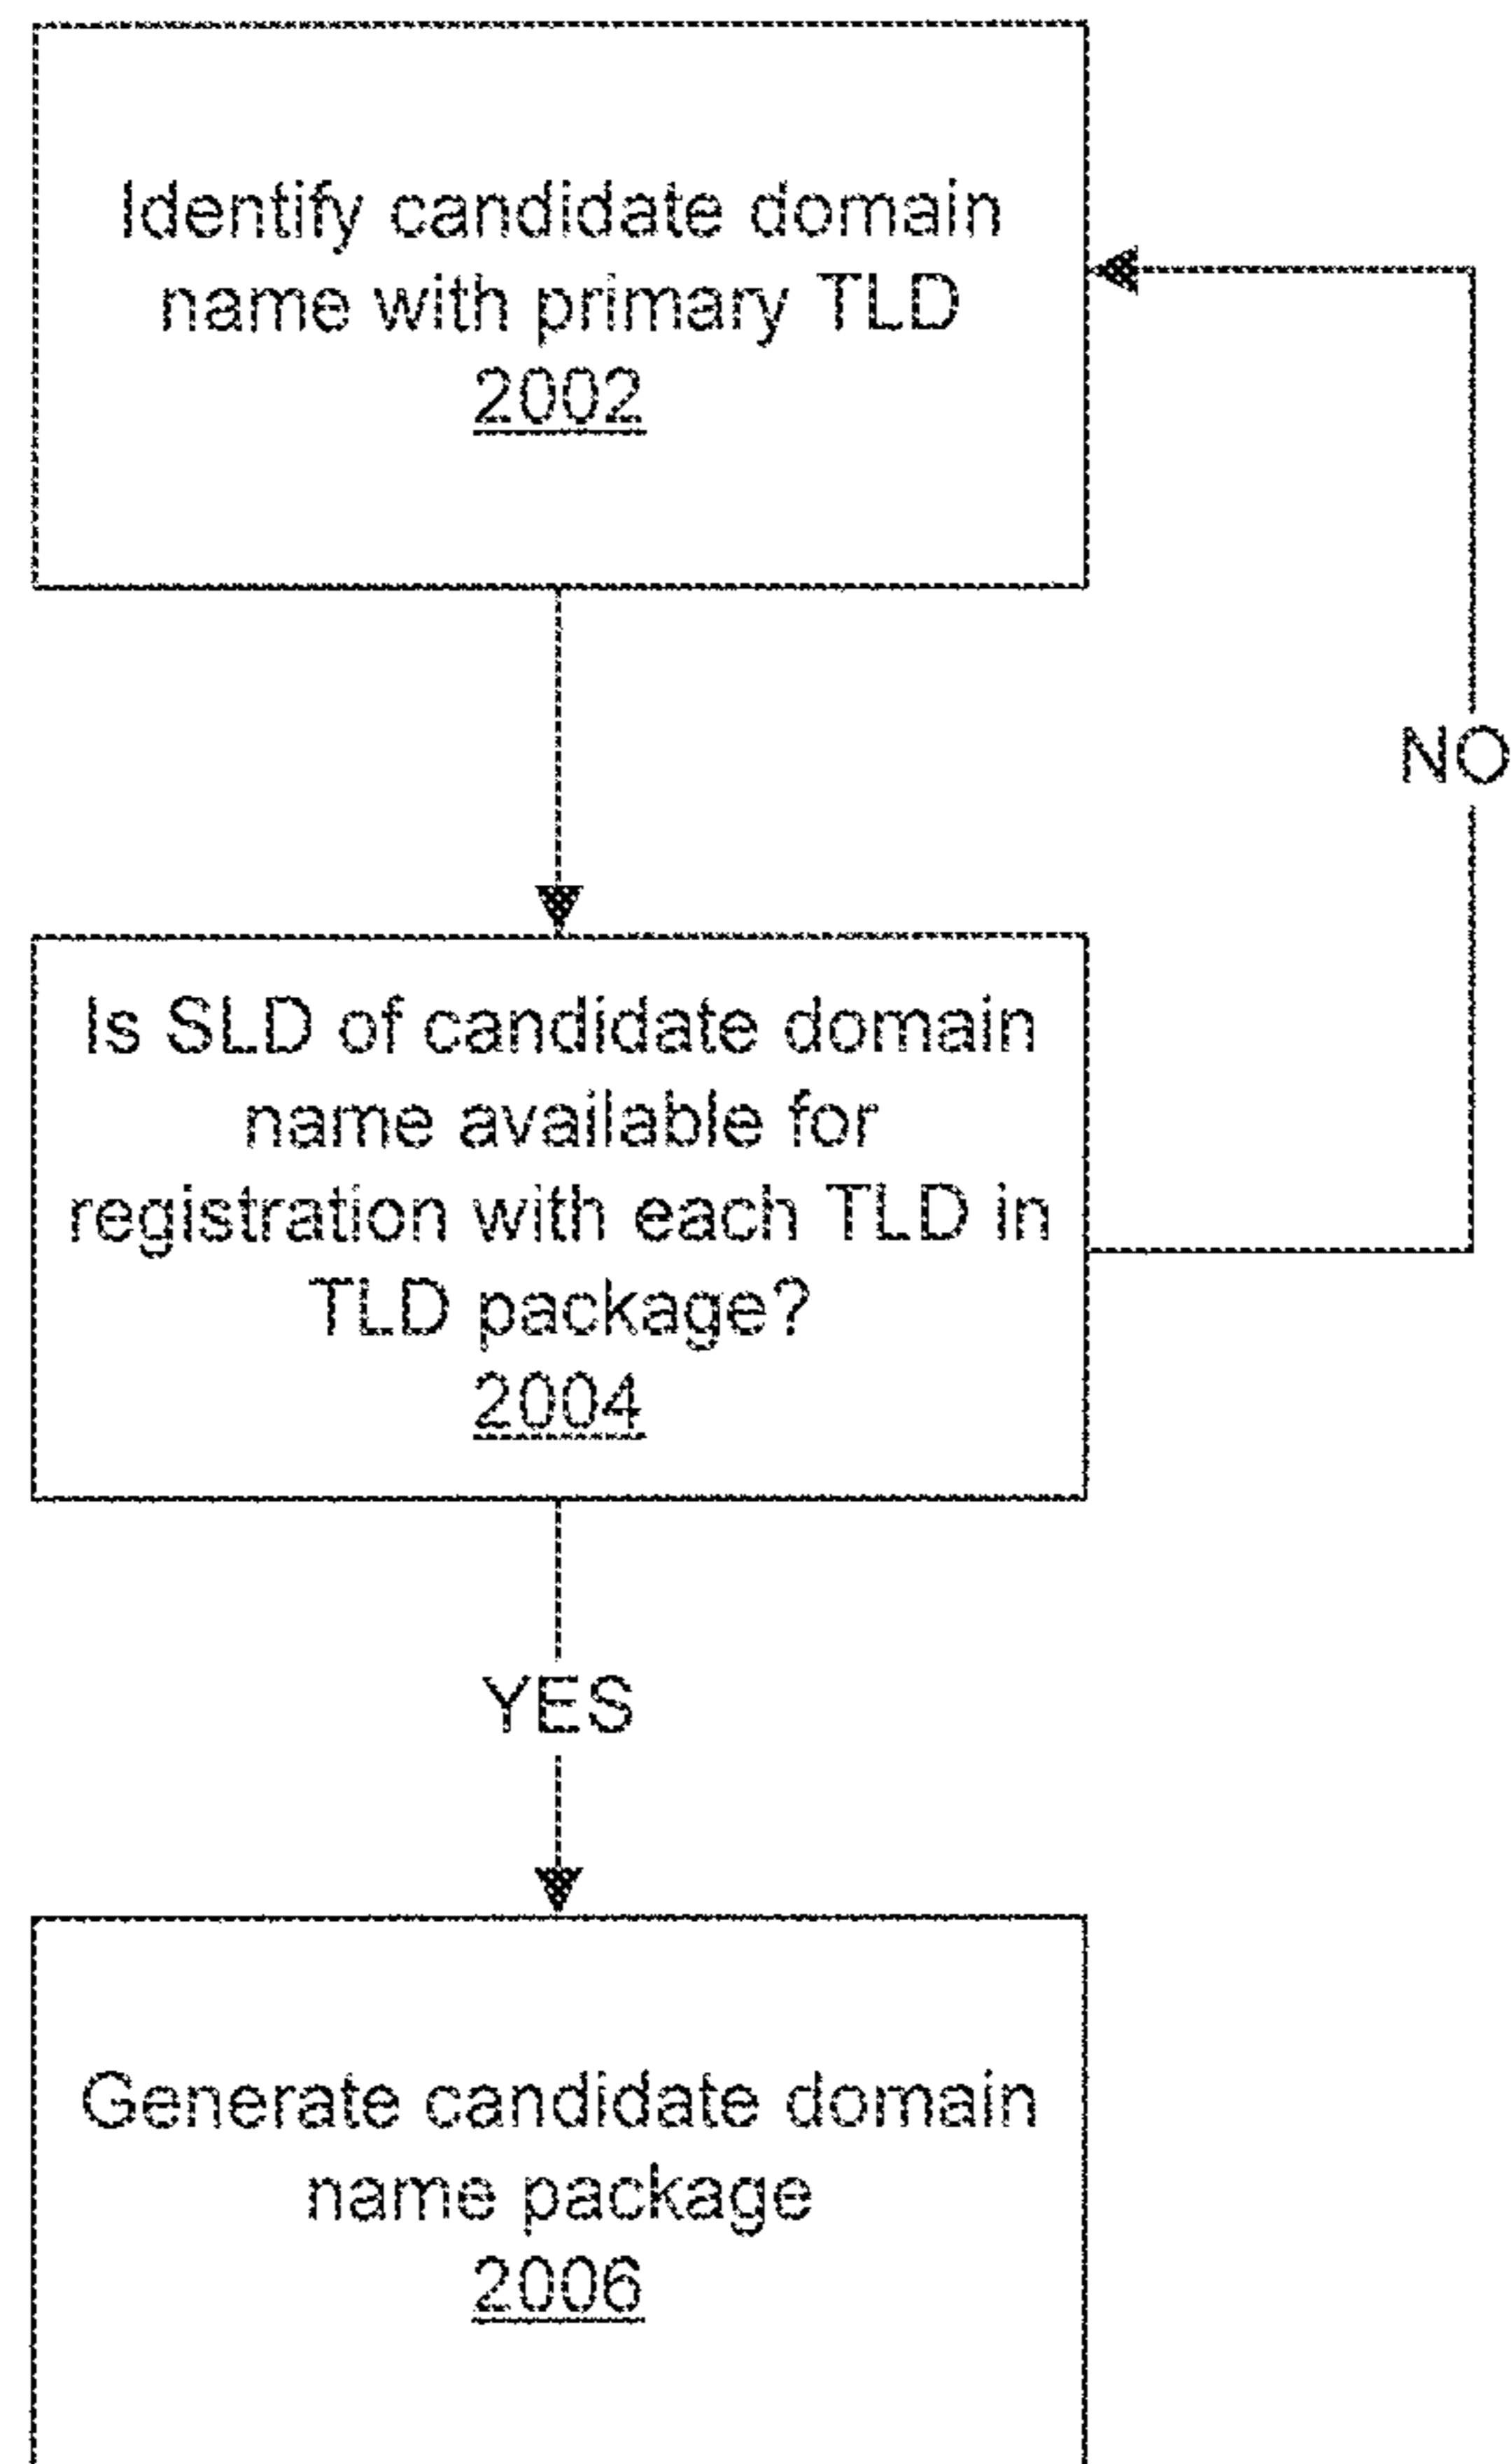 Identify candidate domain
name with primary TLD
2002
NO
Is SLD of candidate domain
name available for
registration with each TLD in
TLD package?
2004
YES
Generate candidate domain
name package
2006